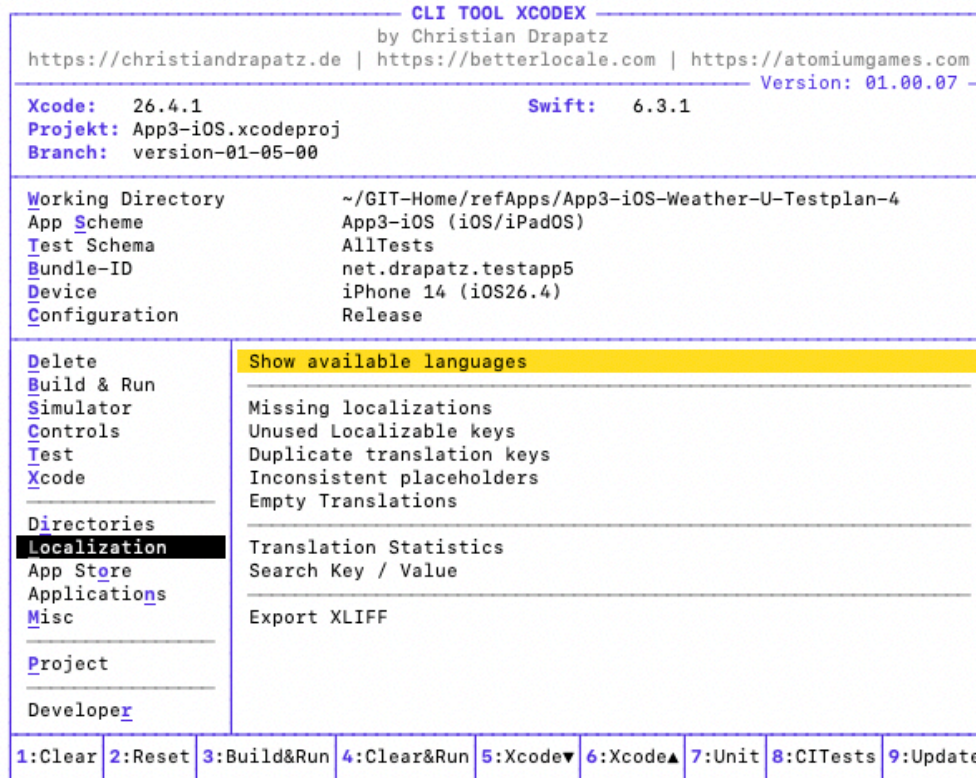 CLI TOOL XCODEX
by Christian Drapatz
https://christiandrapatz.de | https://betterlocale.com | https://atomiumgames.com
Version: 01.00.07
Xcode: 26.4.1 Swift: 6.3.1
Projekt: App3-iOS.xcodeproj
Branch: version-01-05-00
Working Directory ~/GIT-Home/refApps/App3-iOS-Weather-U-Testplan-4
App Scheme App3-iOS (iOS/iPadOS)
Test Schema AllTests
Bundle-ID net.drapatz.testapp5
Device iPhone 14 (iOS26.4)
Configuration Release
Delete
Build & Run
Simulator
Controls
Test
Xcode
Directories
Localization
App Store
Applications
Misc
Project
Developer
Show available languages
Missing localizations
Unused Localizable keys
Duplicate translation keys
Inconsistent placeholders
Empty Translations
Translation Statistics
Search Key / Value
Export XLIFF
1:Clear 2:Reset 3:Build&Run 4:Clear&Run 5:Xcode▼ 6:Xcode▲ 7:Unit 8:CITests 9:Update